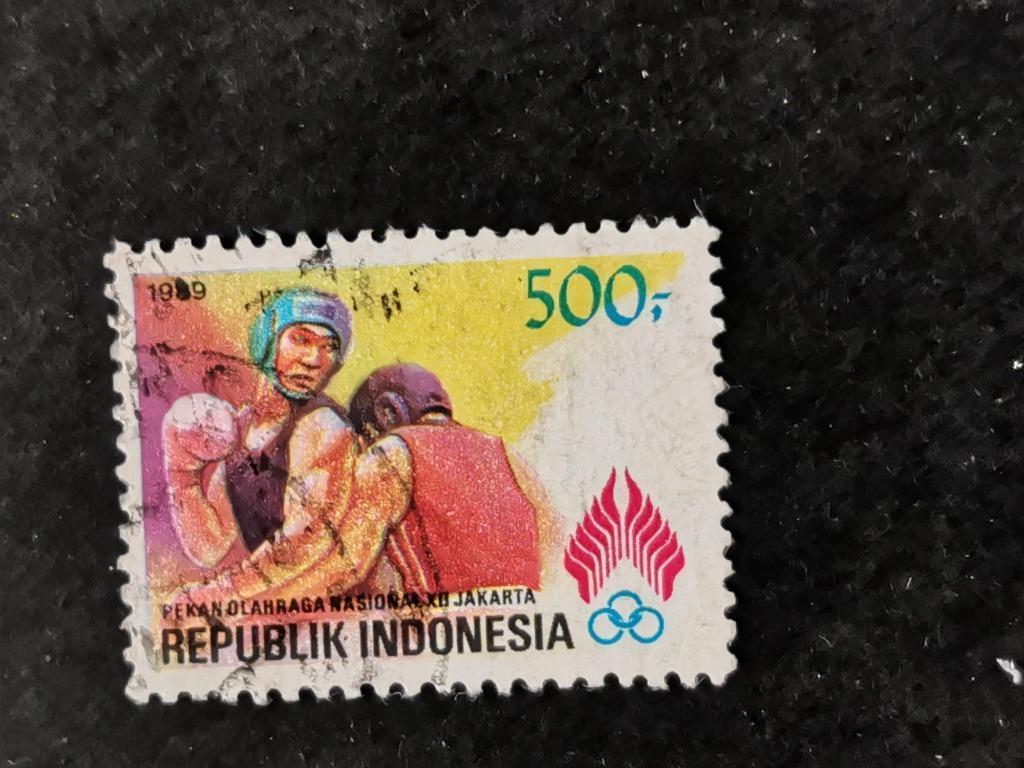 1989
500,-
PEKAN OLAHRAGA NASIONAL XII JAKARTA
REPUBLIK INDONESIA